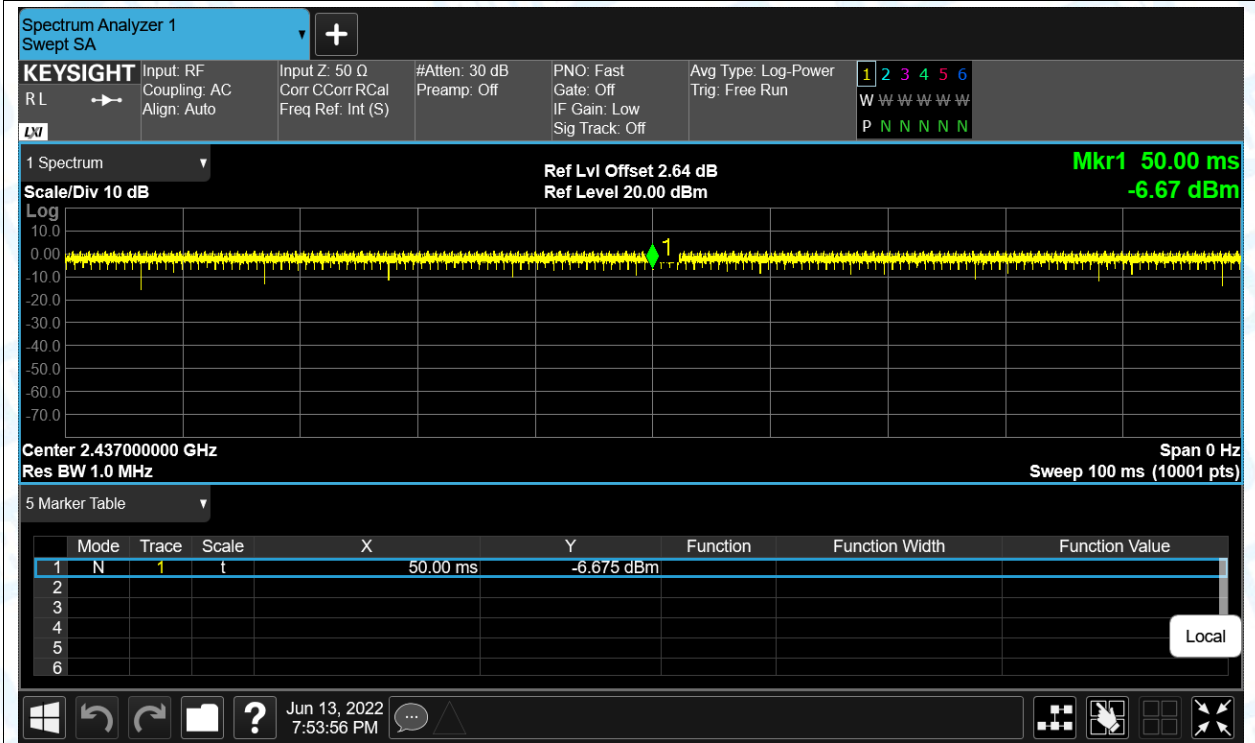 Spectrum Analyzer 1
Swept SA
+
KEYSIGHT
R L
LXI
Input: RF
Coupling: AC
Align: Auto
Input Z: 50 Ω
Corr CCorr RCal
Freq Ref: Int (S)
#Atten: 30 dB
Preamp: Off
PNO: Fast
Gate: Off
IF Gain: Low
Sig Track: Off
Avg Type: Log-Power
Trig: Free Run
1 2 3 4 5 6
W W W W W W
P N N N N N
1 Spectrum
Scale/Div 10 dB
Ref Lvl Offset 2.64 dB
Ref Level 20.00 dBm
Mkr1 50.00 ms
-6.67 dBm
Log
10.0
0.00
-10.0
-20.0
-30.0
-40.0
-50.0
-60.0
-70.0
1
Center 2.437000000 GHz
Res BW 1.0 MHz
Span 0 Hz
Sweep 100 ms (10001 pts)
5 Marker Table
Mode Trace Scale X Y Function Function Width Function Value
1 N 1 t 50.00 ms -6.675 dBm
2
3
4
5
6
Local
?
Jun 13, 2022
7:53:56 PM